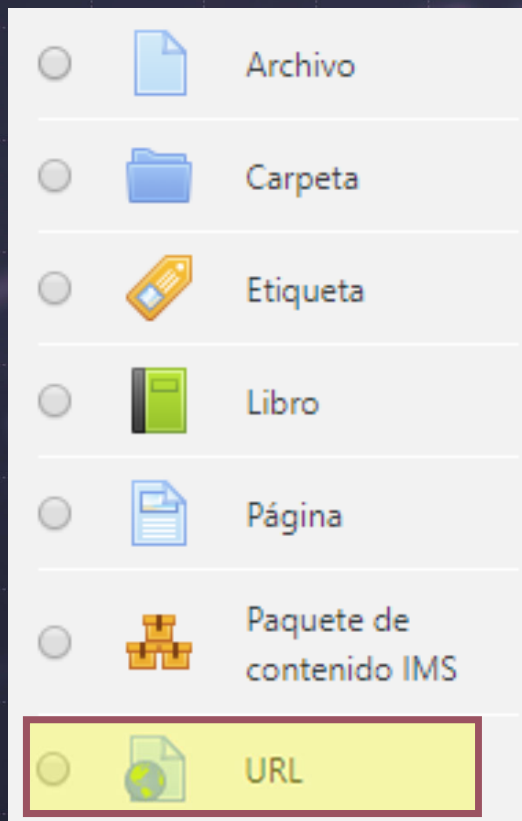 Archivo
Carpeta
Etiqueta
Libro
Página
Paquete de
contenido IMS
URL